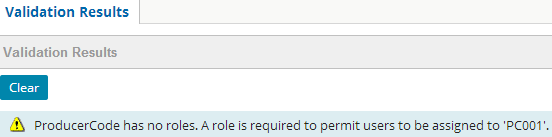 Validation Results
Validation Results
Clear
ProducerCode has no roles. A role is required to permit users to be assigned to 'PC001'.